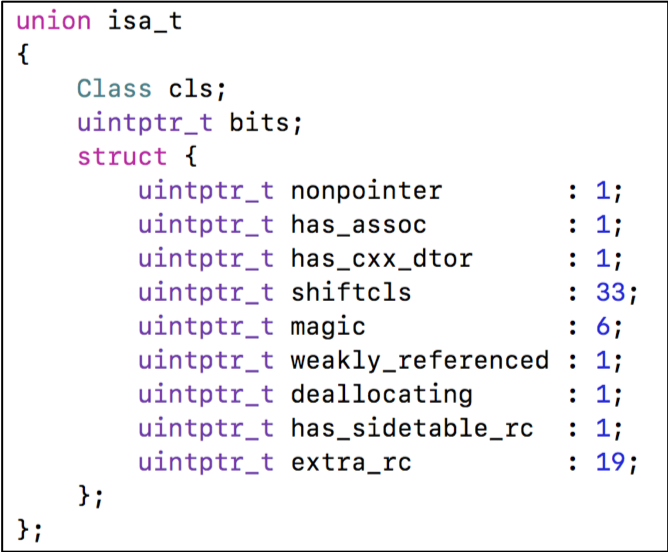 union isa_t
{
    Class cls;
    uintptr_t bits;
    struct {
        uintptr_t nonpointer        : 1;
        uintptr_t has_assoc         : 1;
        uintptr_t has_cxx_dtor      : 1;
        uintptr_t shiftcls          : 33;
        uintptr_t magic             : 6;
        uintptr_t weakly_referenced : 1;
        uintptr_t deallocating      : 1;
        uintptr_t has_sidetable_rc  : 1;
        uintptr_t extra_rc          : 19;
    };
};